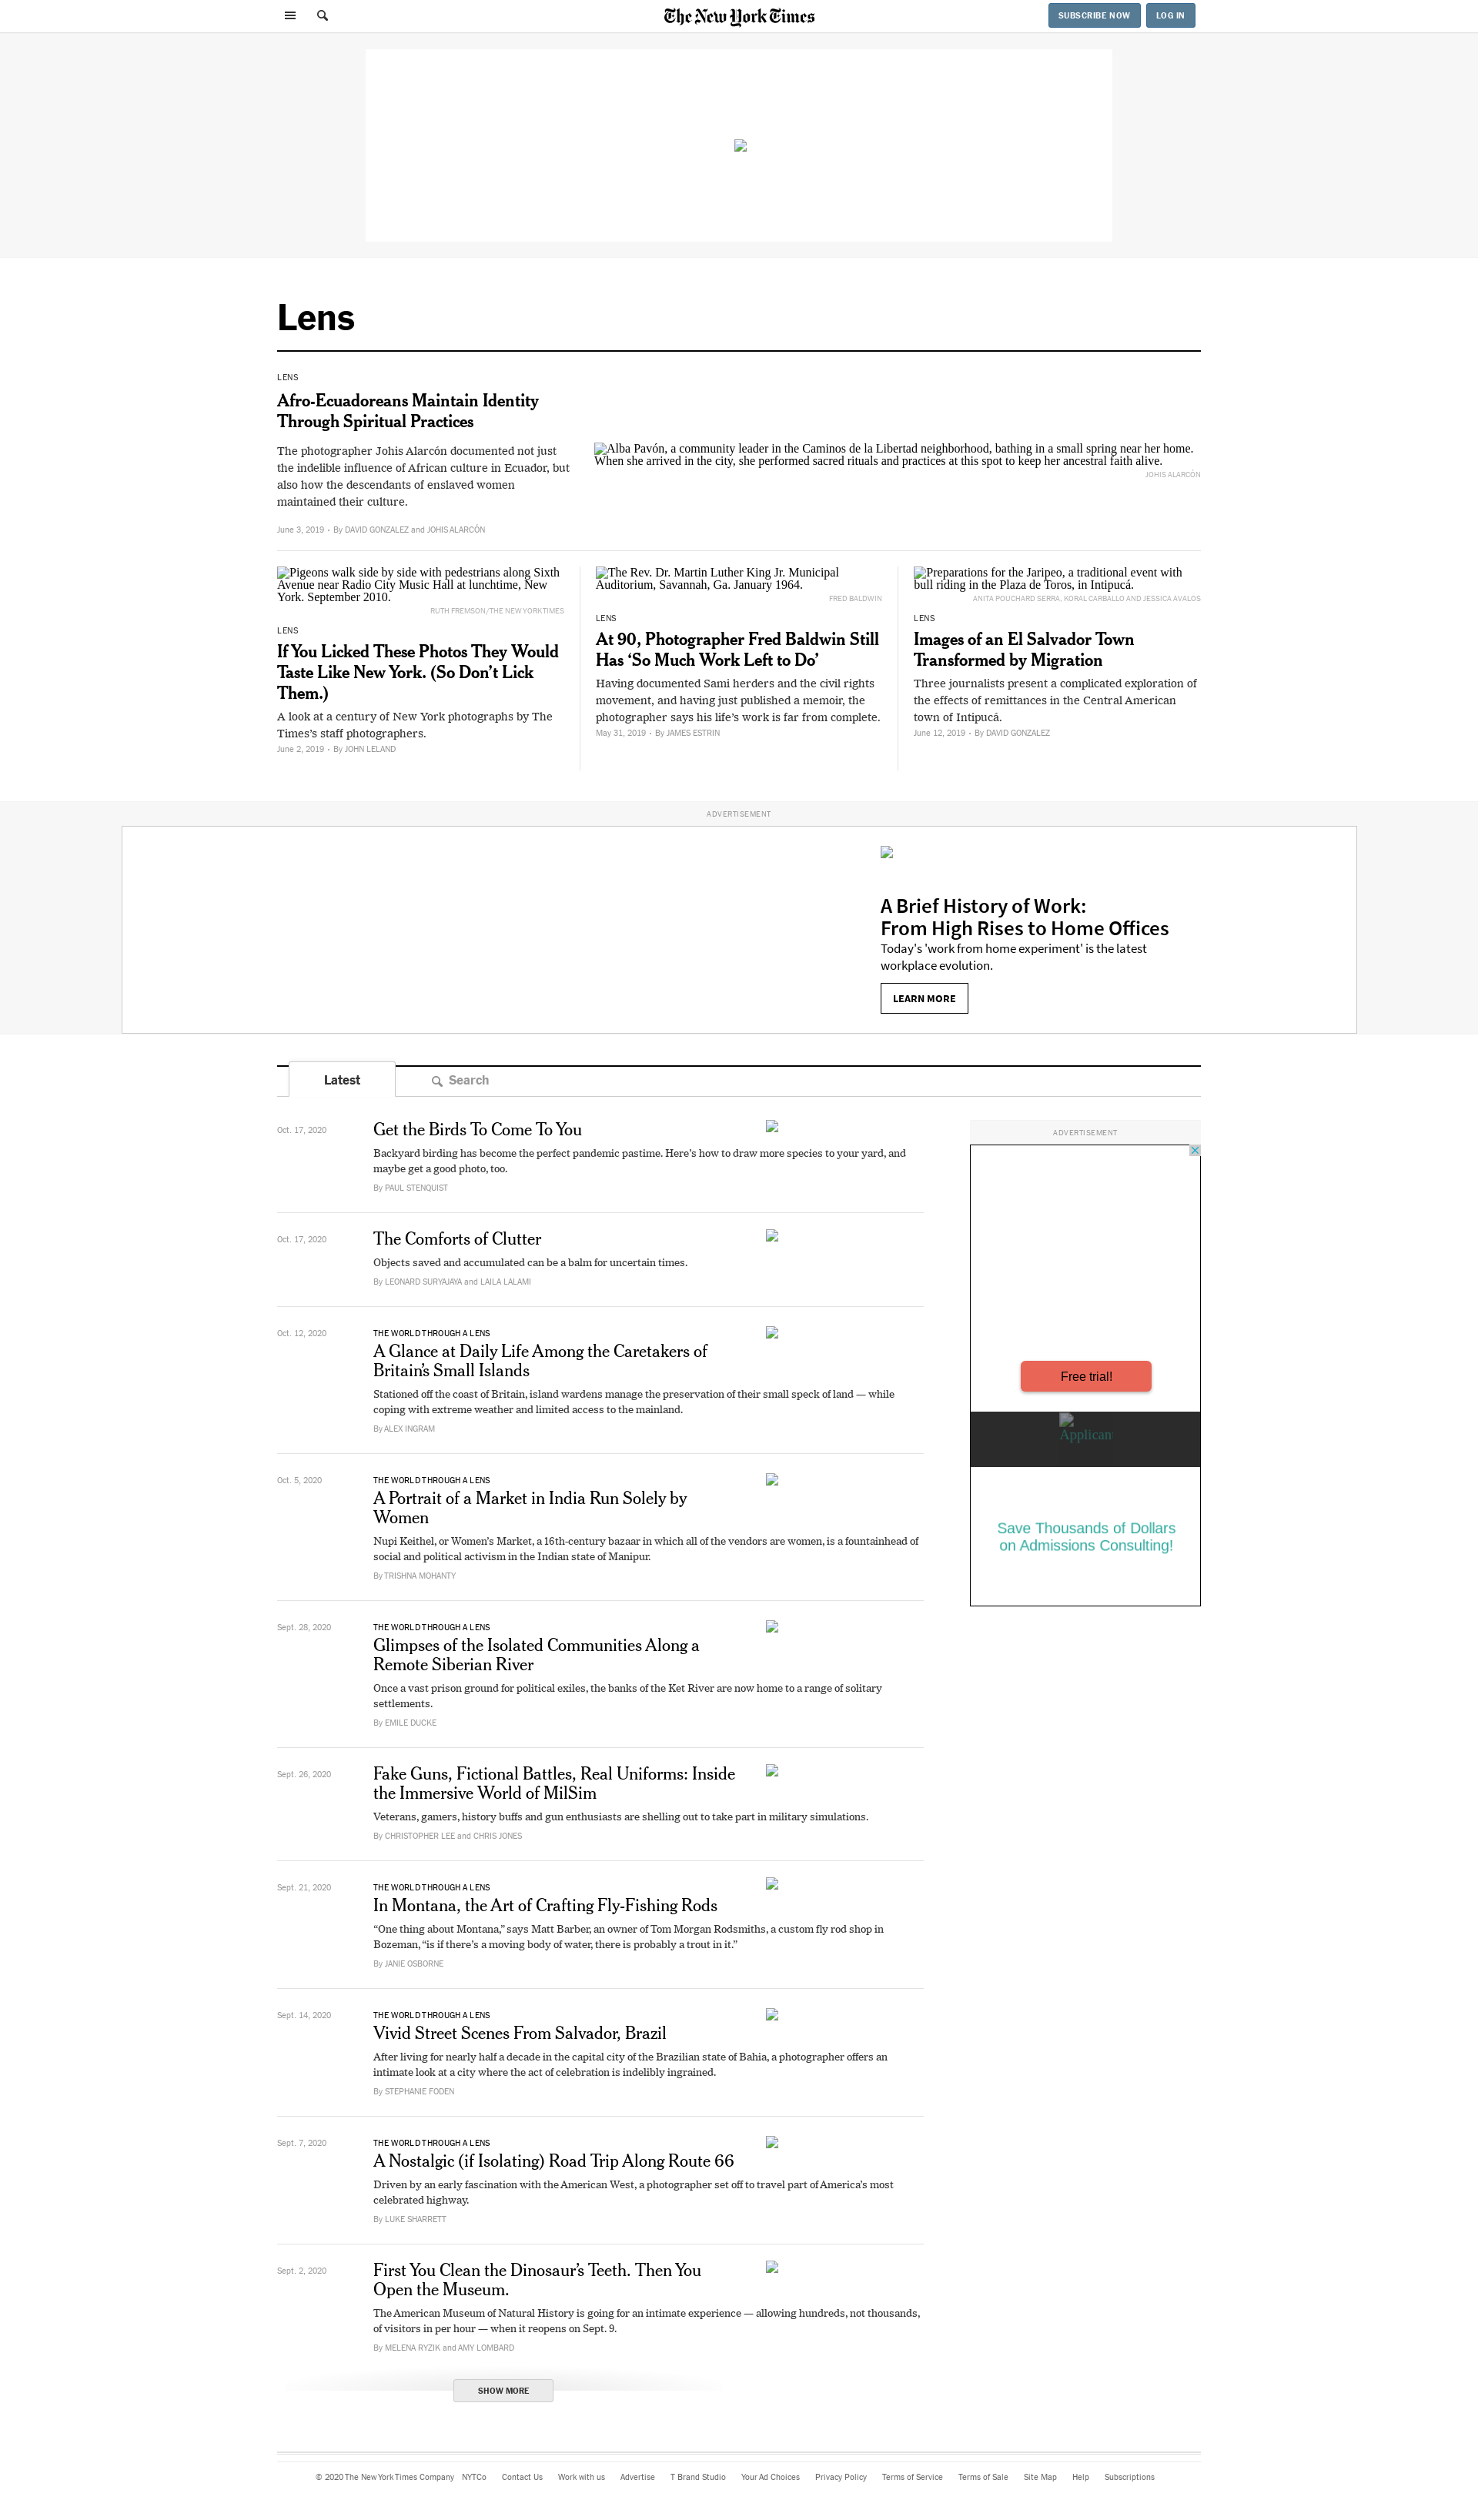 The New York Times
SUBSCRIBE NOW
LOG IN
Lens
LENS
Afro-Ecuadoreans Maintain Identity
Through Spiritual Practices
The photographer Johis Alarcón documented not just
the indelible influence of African culture in Ecuador, but
also how the descendants of enslaved women
maintained their culture.
June 3, 2019 • By DAVID GONZALEZ and JOHIS ALARCÓN
Alba Pavón, a community leader in the Caminos de la Libertad neighborhood, bathing in a small spring near her home.
When she arrived in the city, she performed sacred rituals and practices at this spot to keep her ancestral faith alive.
JOHIS ALARCÓN
Pigeons walk side by side with pedestrians along Sixth
Avenue near Radio City Music Hall at lunchtime, New
York. September 2010.
RUTH FREMSON/THE NEW YORK TIMES
LENS
If You Licked These Photos They Would
Taste Like New York. (So Don’t Lick
Them.)
A look at a century of New York photographs by The
Times’s staff photographers.
June 2, 2019 • By JOHN LELAND
The Rev. Dr. Martin Luther King Jr. Municipal
Auditorium, Savannah, Ga. January 1964.
FRED BALDWIN
LENS
At 90, Photographer Fred Baldwin Still
Has ‘So Much Work Left to Do’
Having documented Sami herders and the civil rights
movement, and having just published a memoir, the
photographer says his life’s work is far from complete.
May 31, 2019 • By JAMES ESTRIN
Preparations for the Jaripeo, a traditional event with
bull riding in the Plaza de Toros, in Intipucá.
ANITA POUCHARD SERRA, KORAL CARBALLO AND JESSICA AVALOS
LENS
Images of an El Salvador Town
Transformed by Migration
Three journalists present a complicated exploration of
the effects of remittances in the Central American
town of Intipucá.
June 12, 2019 • By DAVID GONZALEZ
ADVERTISEMENT
A Brief History of Work:
From High Rises to Home Offices
Today's 'work from home experiment' is the latest
workplace evolution.
LEARN MORE
Latest
Search
Oct. 17, 2020
Get the Birds To Come To You
Backyard birding has become the perfect pandemic pastime. Here’s how to draw more species to your yard, and
maybe get a good photo, too.
By PAUL STENQUIST
Oct. 17, 2020
The Comforts of Clutter
Objects saved and accumulated can be a balm for uncertain times.
By LEONARD SURYAJAYA and LAILA LALAMI
Oct. 12, 2020
THE WORLD THROUGH A LENS
A Glance at Daily Life Among the Caretakers of
Britain’s Small Islands
Stationed off the coast of Britain, island wardens manage the preservation of their small speck of land — while
coping with extreme weather and limited access to the mainland.
By ALEX INGRAM
Oct. 5, 2020
THE WORLD THROUGH A LENS
A Portrait of a Market in India Run Solely by
Women
Nupi Keithel, or Women’s Market, a 16th-century bazaar in which all of the vendors are women, is a fountainhead of
social and political activism in the Indian state of Manipur.
By TRISHNA MOHANTY
Sept. 28, 2020
THE WORLD THROUGH A LENS
Glimpses of the Isolated Communities Along a
Remote Siberian River
Once a vast prison ground for political exiles, the banks of the Ket River are now home to a range of solitary
settlements.
By EMILE DUCKE
Sept. 26, 2020
Fake Guns, Fictional Battles, Real Uniforms: Inside
the Immersive World of MilSim
Veterans, gamers, history buffs and gun enthusiasts are shelling out to take part in military simulations.
By CHRISTOPHER LEE and CHRIS JONES
Sept. 21, 2020
THE WORLD THROUGH A LENS
In Montana, the Art of Crafting Fly-Fishing Rods
“One thing about Montana,” says Matt Barber, an owner of Tom Morgan Rodsmiths, a custom fly rod shop in
Bozeman, “is if there’s a moving body of water, there is probably a trout in it.”
By JANIE OSBORNE
Sept. 14, 2020
THE WORLD THROUGH A LENS
Vivid Street Scenes From Salvador, Brazil
After living for nearly half a decade in the capital city of the Brazilian state of Bahia, a photographer offers an
intimate look at a city where the act of celebration is indelibly ingrained.
By STEPHANIE FODEN
Sept. 7, 2020
THE WORLD THROUGH A LENS
A Nostalgic (if Isolating) Road Trip Along Route 66
Driven by an early fascination with the American West, a photographer set off to travel part of America’s most
celebrated highway.
By LUKE SHARRETT
Sept. 2, 2020
First You Clean the Dinosaur’s Teeth. Then You
Open the Museum.
The American Museum of Natural History is going for an intimate experience — allowing hundreds, not thousands,
of visitors in per hour — when it reopens on Sept. 9.
By MELENA RYZIK and AMY LOMBARD
SHOW MORE
ADVERTISEMENT
Free trial!
Applican
Save Thousands of Dollars
on Admissions Consulting!
© 2020 The New York Times Company NYTCo Contact Us Work with us Advertise T Brand Studio Your Ad Choices Privacy Policy Terms of Service Terms of Sale Site Map Help Subscriptions